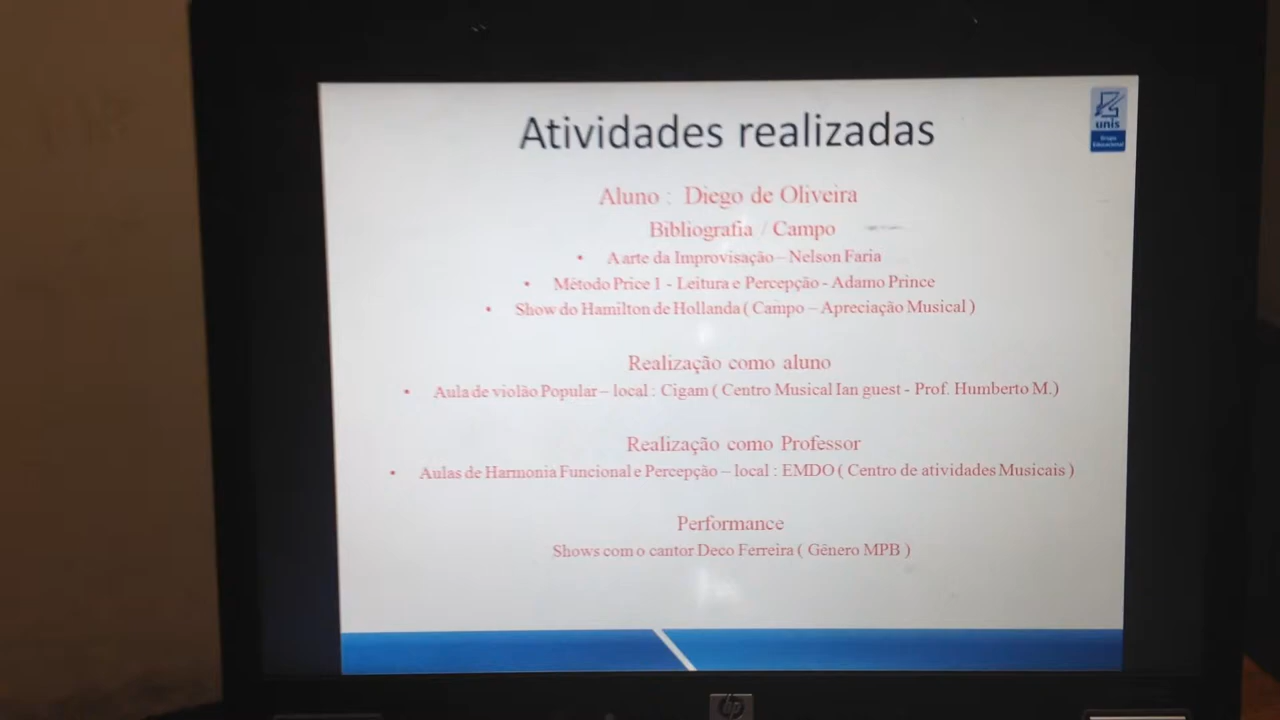 Atividades realizadas
unis
Grupo
Educacional
Aluno : Diego de Oliveira
Bibliografia / Campo
• A arte da Improvisação – Nelson Faria
• Método Price I - Leitura e Percepção - Adamo Prince
• Show do Hamilton de Hollanda ( Campo – Apreciação Musical )
Realização como aluno
• Aula de violão Popular – local : Cigam ( Centro Musical Ian guest - Prof. Humberto M.)
Realização como Professor
• Aulas de Harmonia Funcional e Percepção – local : EMDO ( Centro de atividades Musicais )
Performance
Shows com o cantor Deco Ferreira ( Gênero MPB )
hp